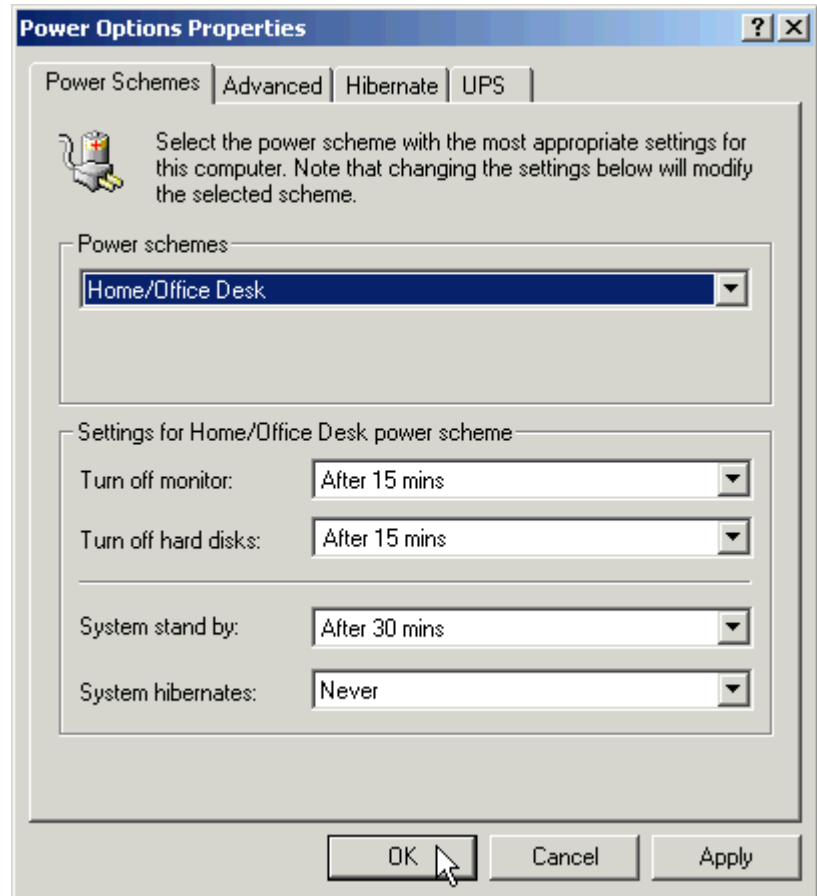 Power Options Properties
Power Schemes Advanced Hibernate UPS
Select the power scheme with the most appropriate settings for
this computer. Note that changing the settings below will modify
the selected scheme.
Power schemes
Home/Office Desk
Settings for Home/Office Desk power scheme
Turn off monitor: After 15 mins
Turn off hard disks: After 15 mins
System stand by: After 30 mins
System hibernates: Never
OK Cancel Apply